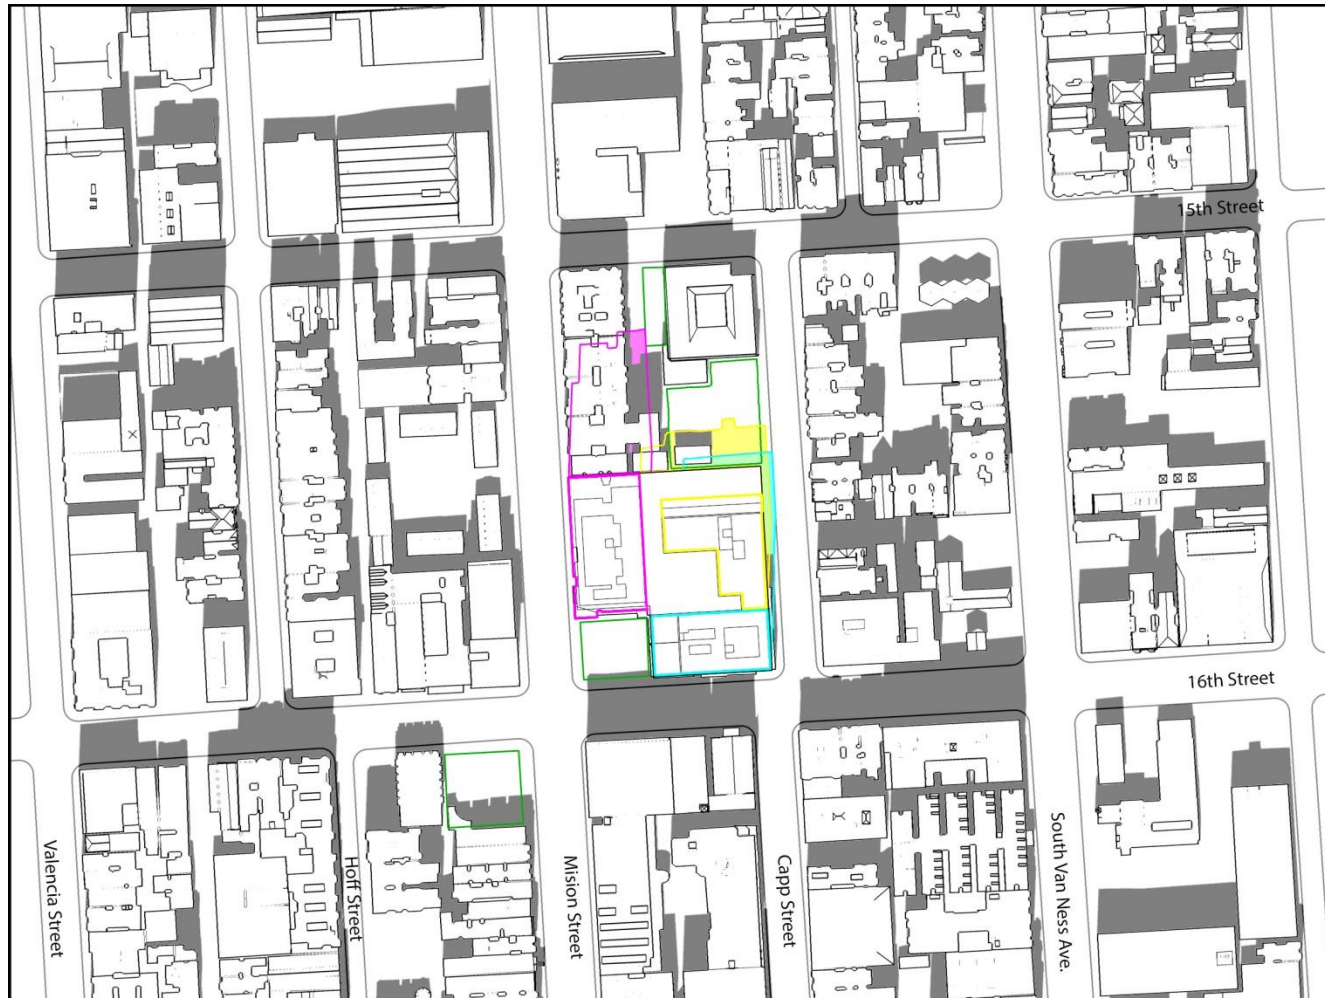 15th Street
16th Street
Valencia Street
Hoff Street
Mision Street
Capp Street
South Van Ness Ave.